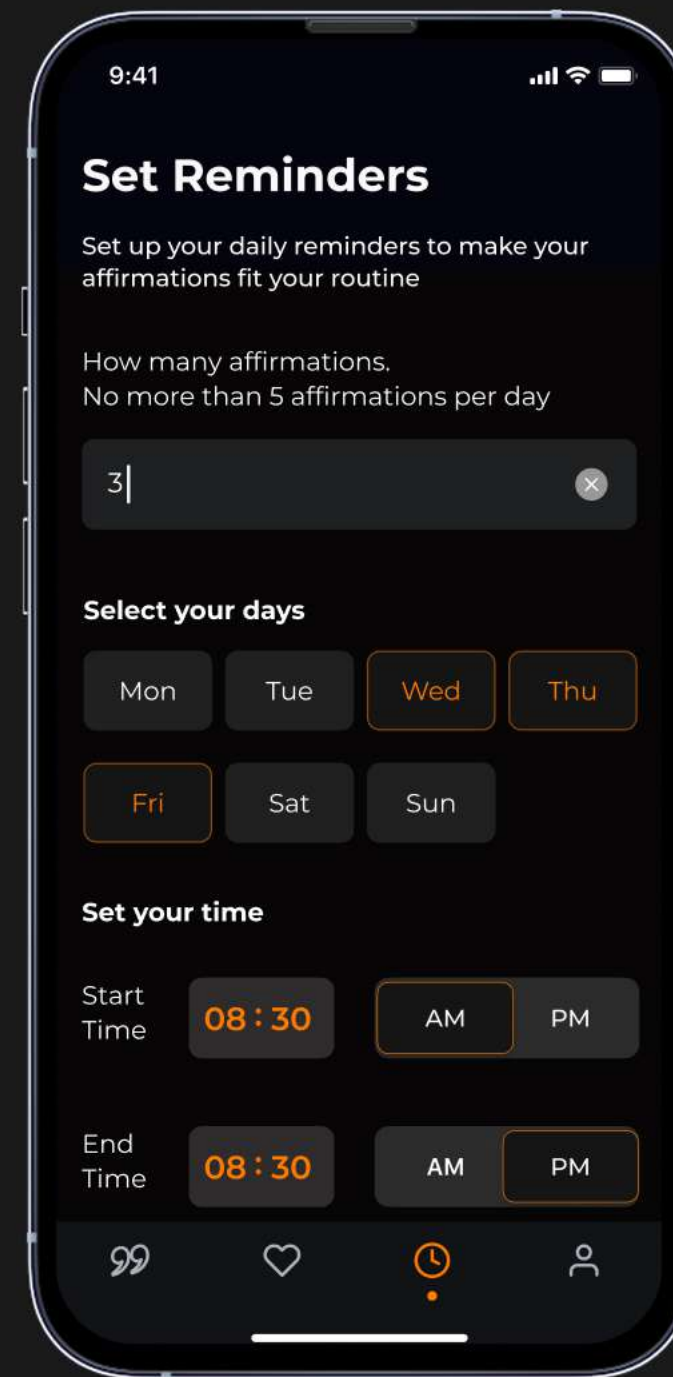 9:41
Set Reminders
Set up your daily reminders to make your
affirmations fit your routine
How many affirmations.
No more than 5 affirmations per day
3
Select your days
Mon Tue Wed Thu
Fri Sat Sun
Set your time
Start
Time
08 : 30 AM PM
End
Time
08 : 30 AM PM